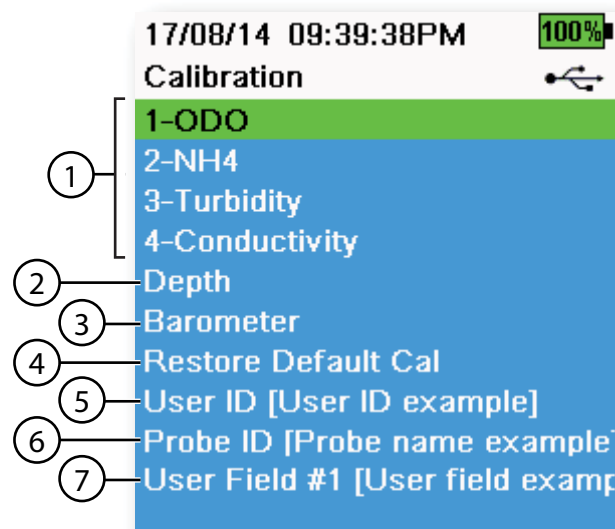 17/08/14 09:39:38PM 100%
Calibration
1-ODO
2-NH4
3-Turbidity
4-Conductivity
1
2 Depth
3 Barometer
4 Restore Default Cal
5 User ID [User ID example]
6 Probe ID [Probe name example]
7 User Field #1 [User field examp